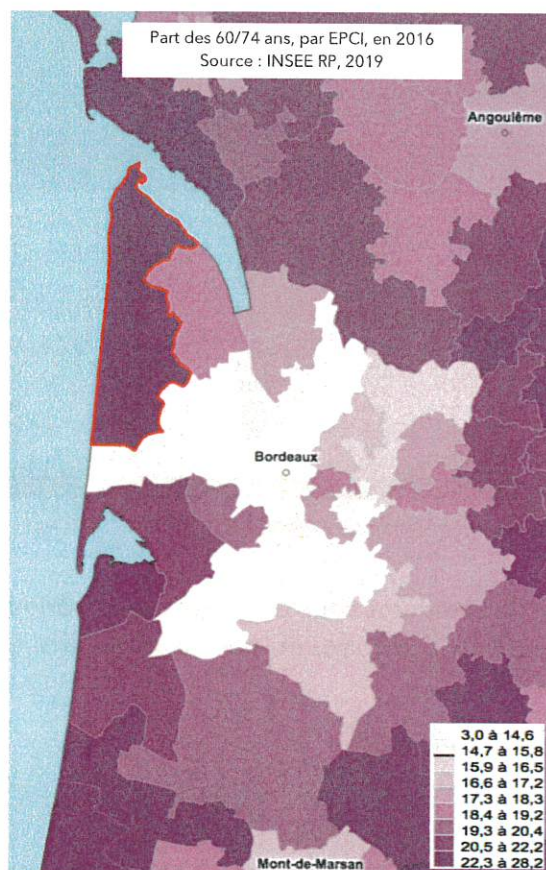 Part des 60/74 ans, par EPCI, en 2016
Source : INSEE RP, 2019
Angoulême
Bordeaux
3,0 à 14,6
14,7 à 15,8
15,9 à 16,5
16,6 à 17,2
17,3 à 18,3
18,4 à 19,2
19,3 à 20,4
20,5 à 22,2
22,3 à 28,2
Mont-de-Marsan